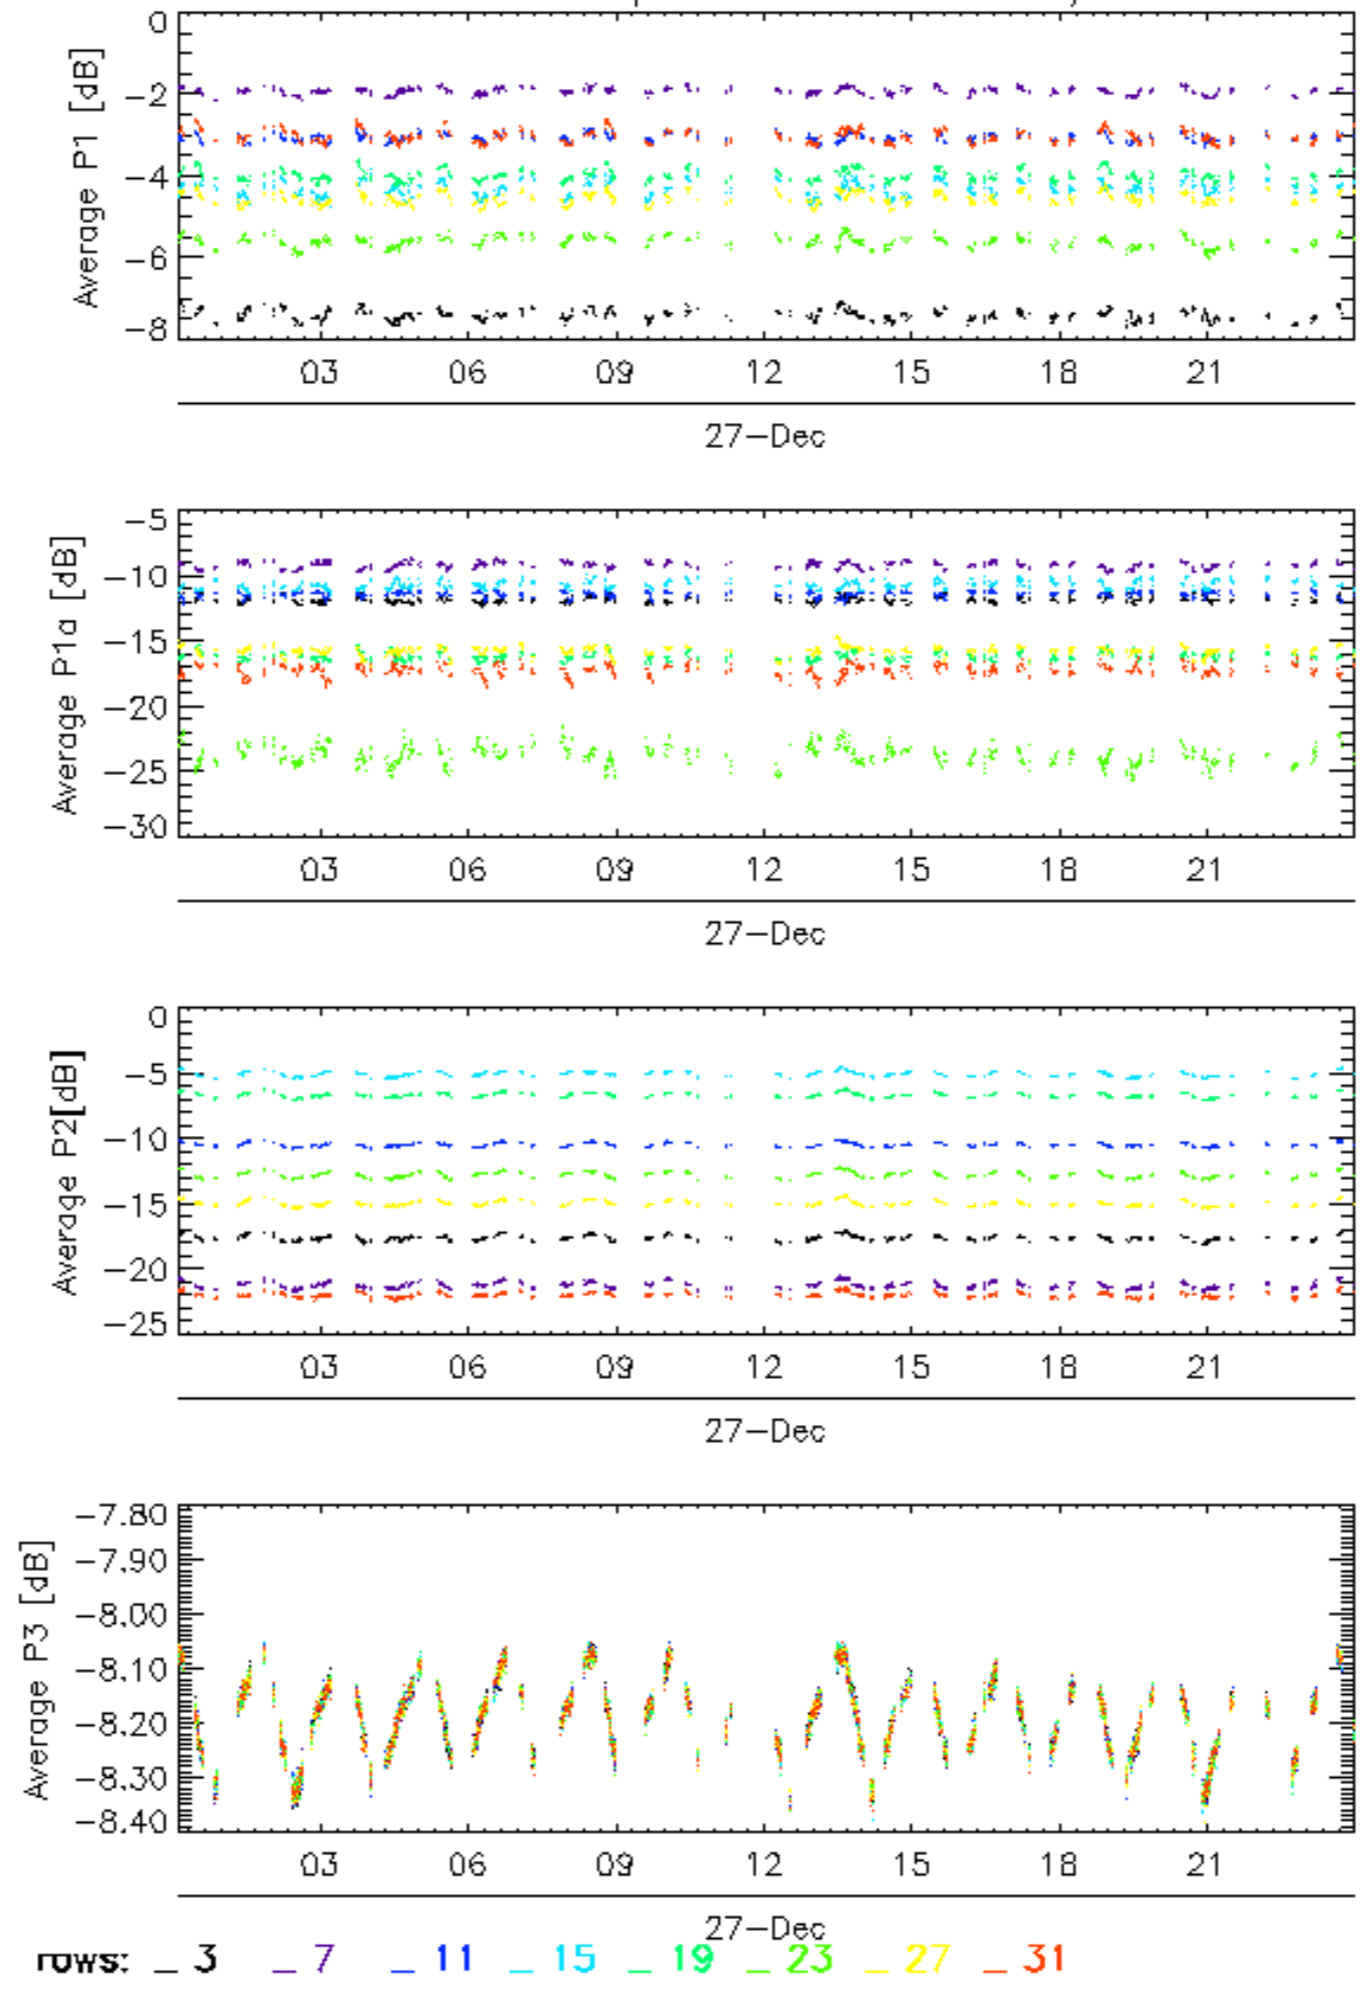 0
-2
-4
-6
-8
Average P1 [dB]
03 06 09 12 15 18 21
27-Dec
-5
-10
-15
-20
-25
-30
Average P1a [dB]
03 06 09 12 15 18 21
27-Dec
0
-5
-10
-15
-20
-25
Average P2[dB]
03 06 09 12 15 18 21
27-Dec
-7.80
-7.90
-8.00
-8.10
-8.20
-8.30
-8.40
Average P3 [dB]
03 06 09 12 15 18 21
27-Dec
rows: _ 3 _ 7 _ 11 _ 15 _ 19 _ 23 _ 27 _ 31